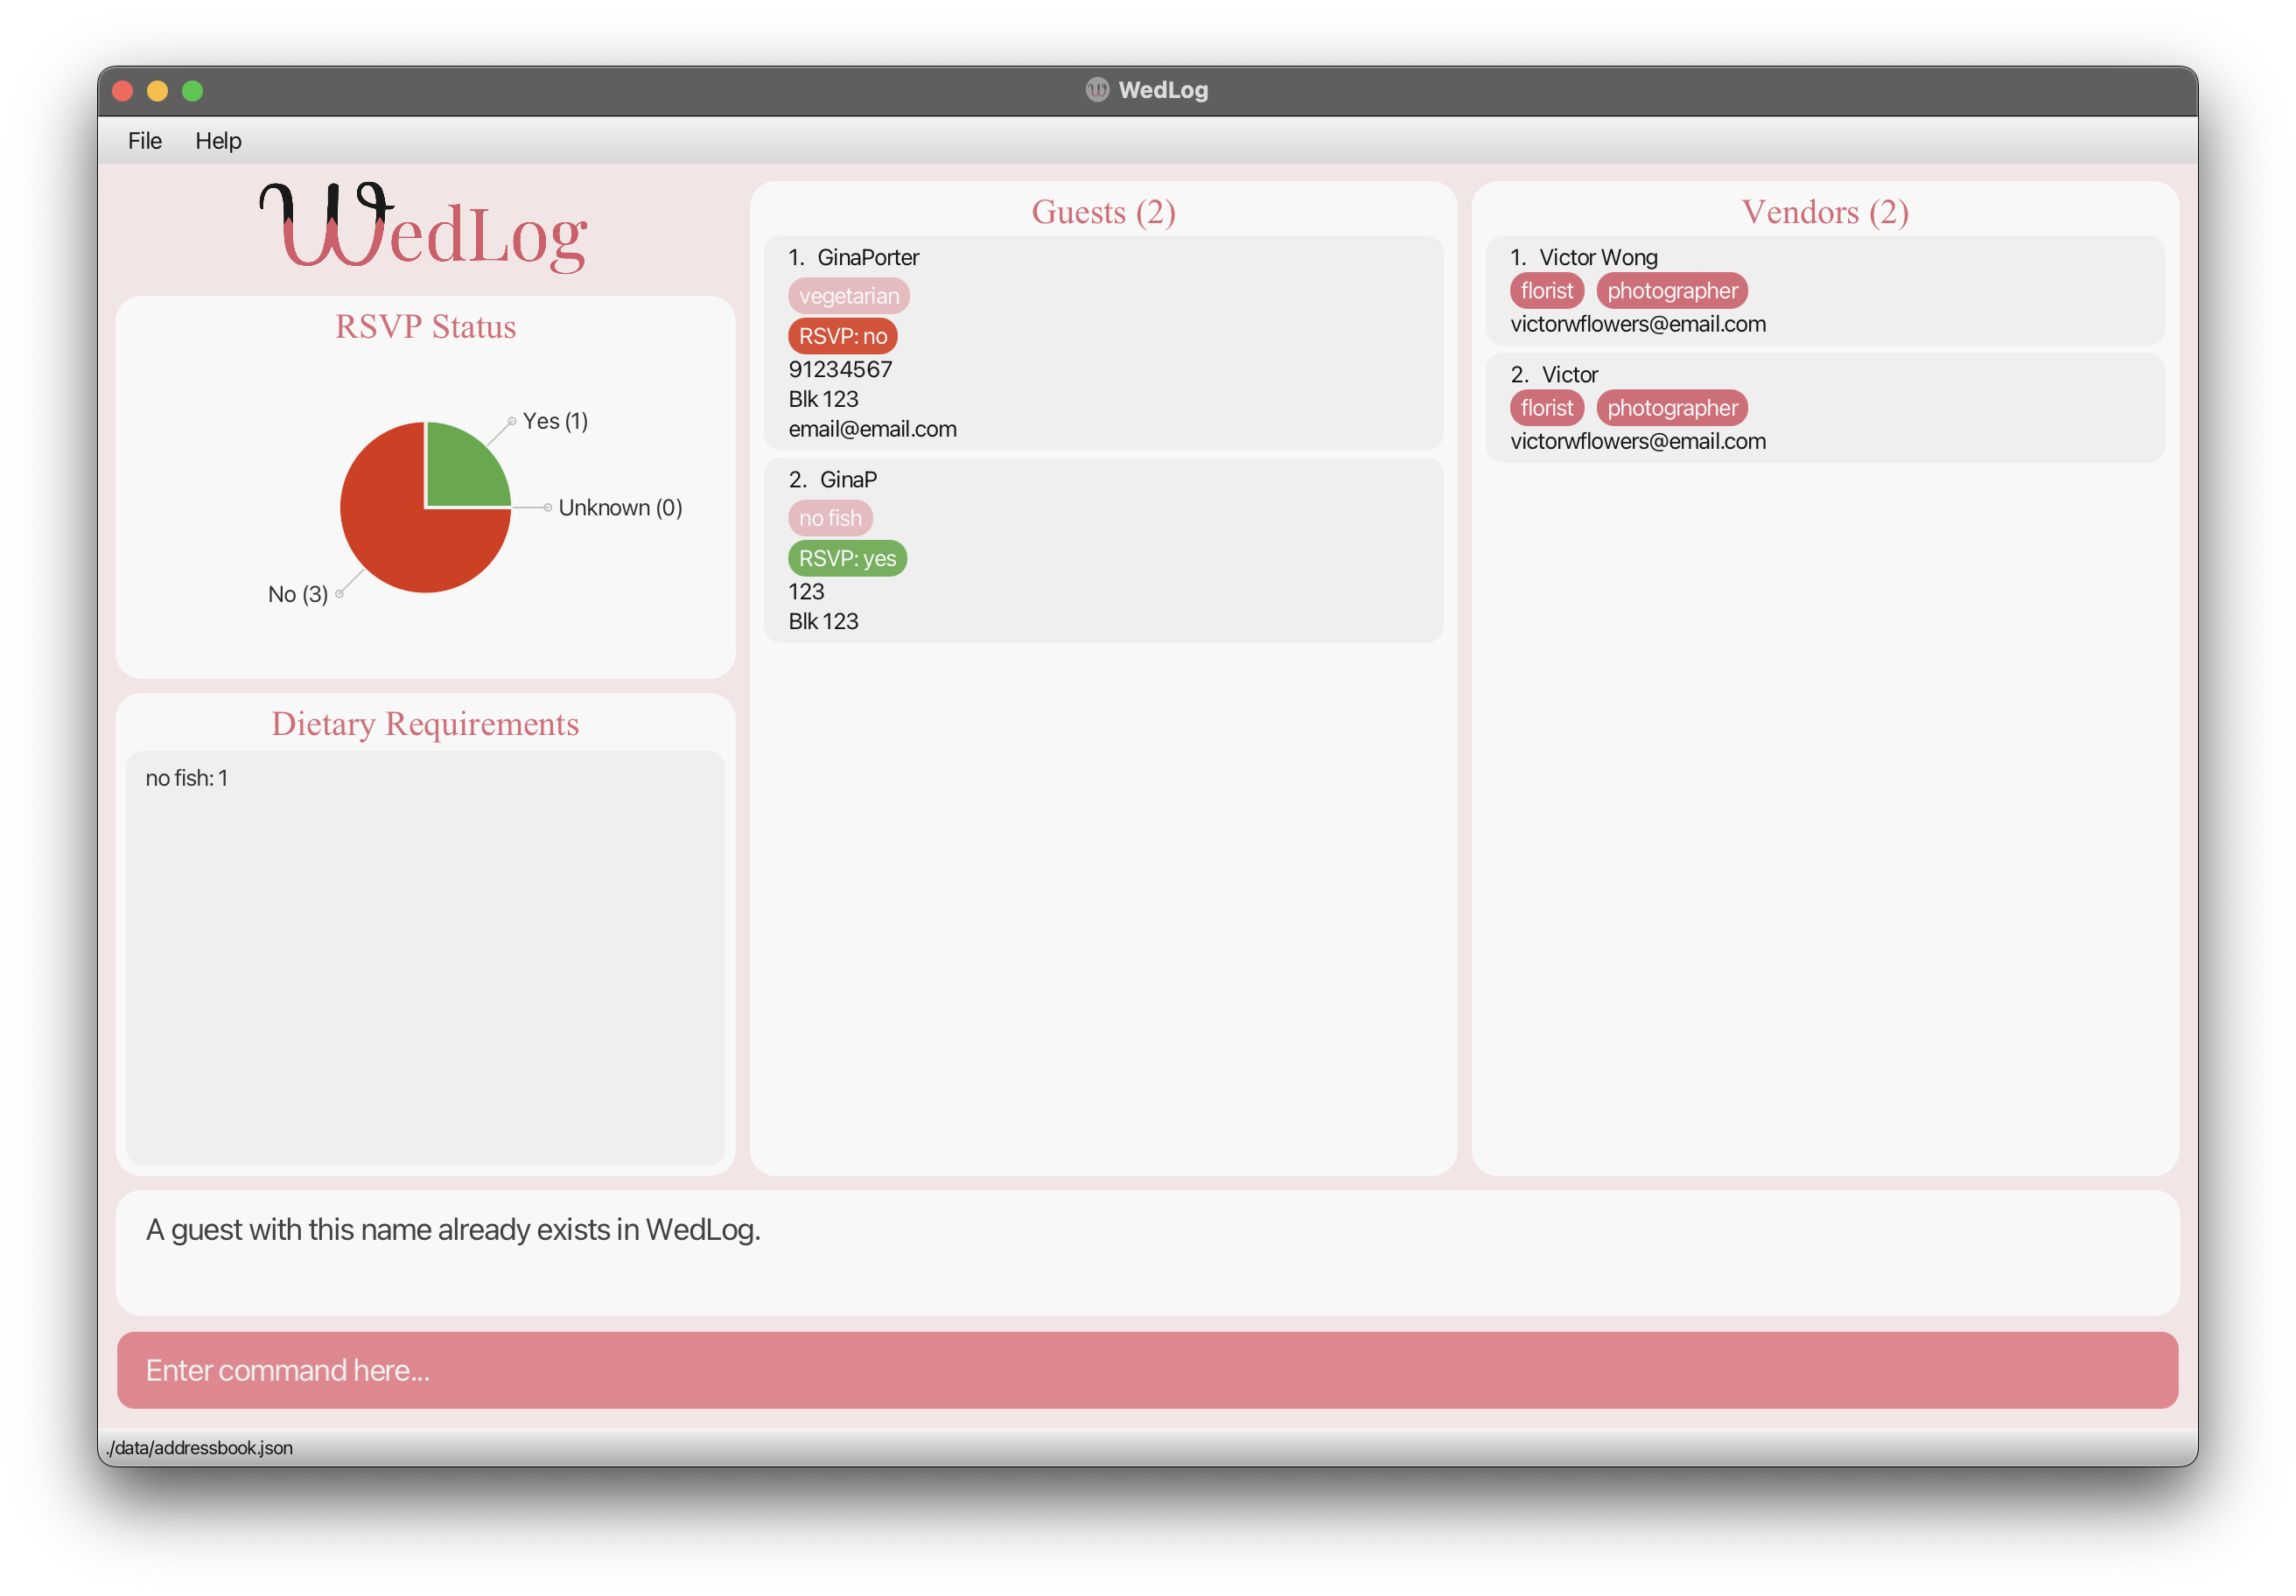 WedLog
File Help
WedLog
RSVP Status
Yes (1)
Unknown (0)
No (3)
Dietary Requirements
no fish: 1
Guests (2)
1. GinaPorter
vegetarian
RSVP: no
91234567
Blk 123
email@email.com
2. GinaP
no fish
RSVP: yes
123
Blk 123
Vendors (2)
1. Victor Wong
florist photographer
victorwflowers@email.com
2. Victor
florist photographer
victorwflowers@email.com
A guest with this name already exists in WedLog.
Enter command here...
./data/addressbook.json